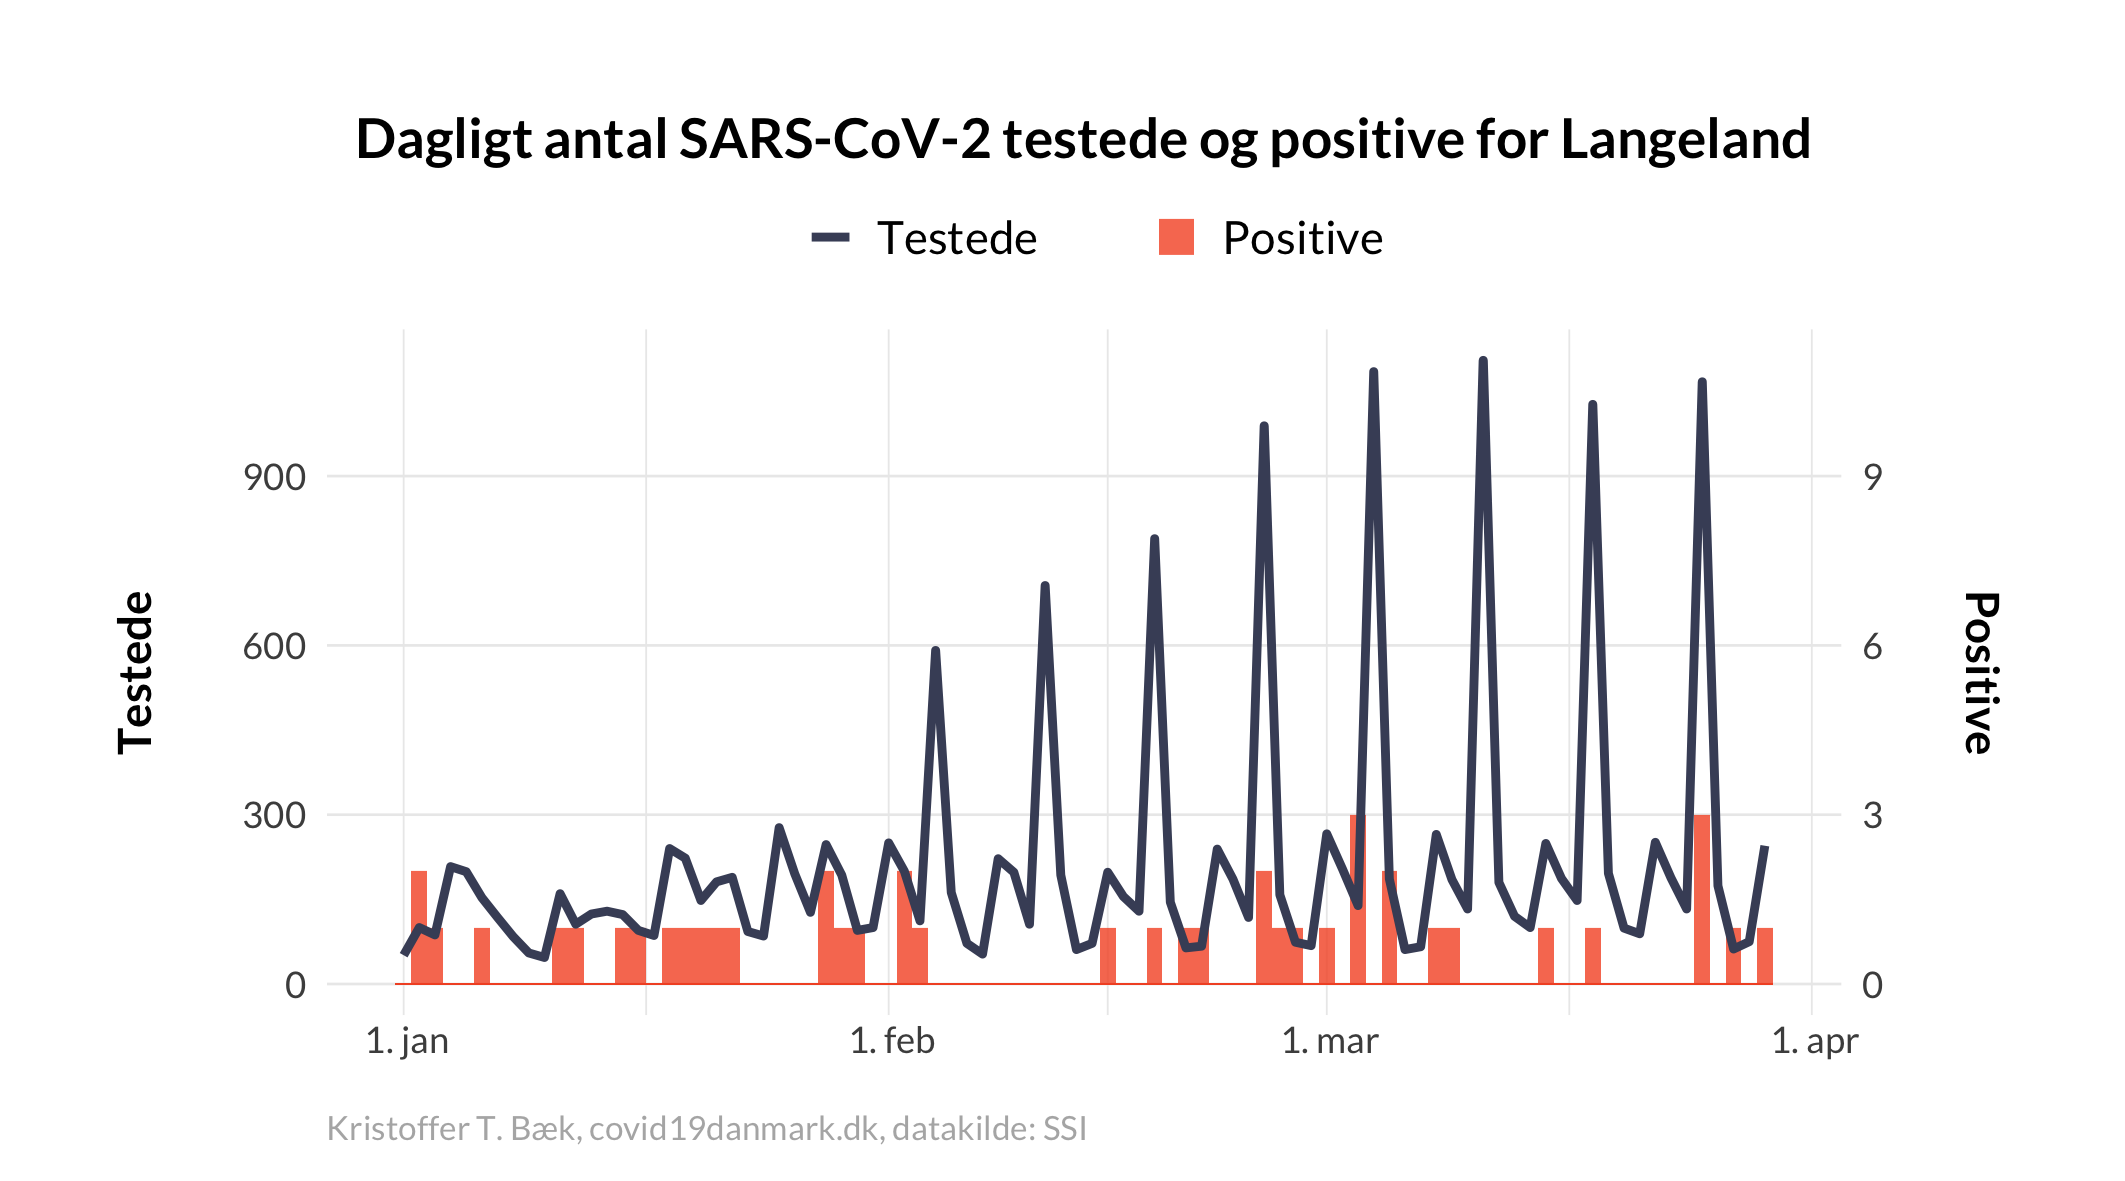 Dagligt antal SARS-CoV-2 testede og positive for Langeland
Testede Positive
900 9
600 6
300 3
0 0
Testede
Positive
1. jan 1. feb 1. mar 1. apr
Kristoffer T. Bæk, covid19danmark.dk, datakilde: SSI